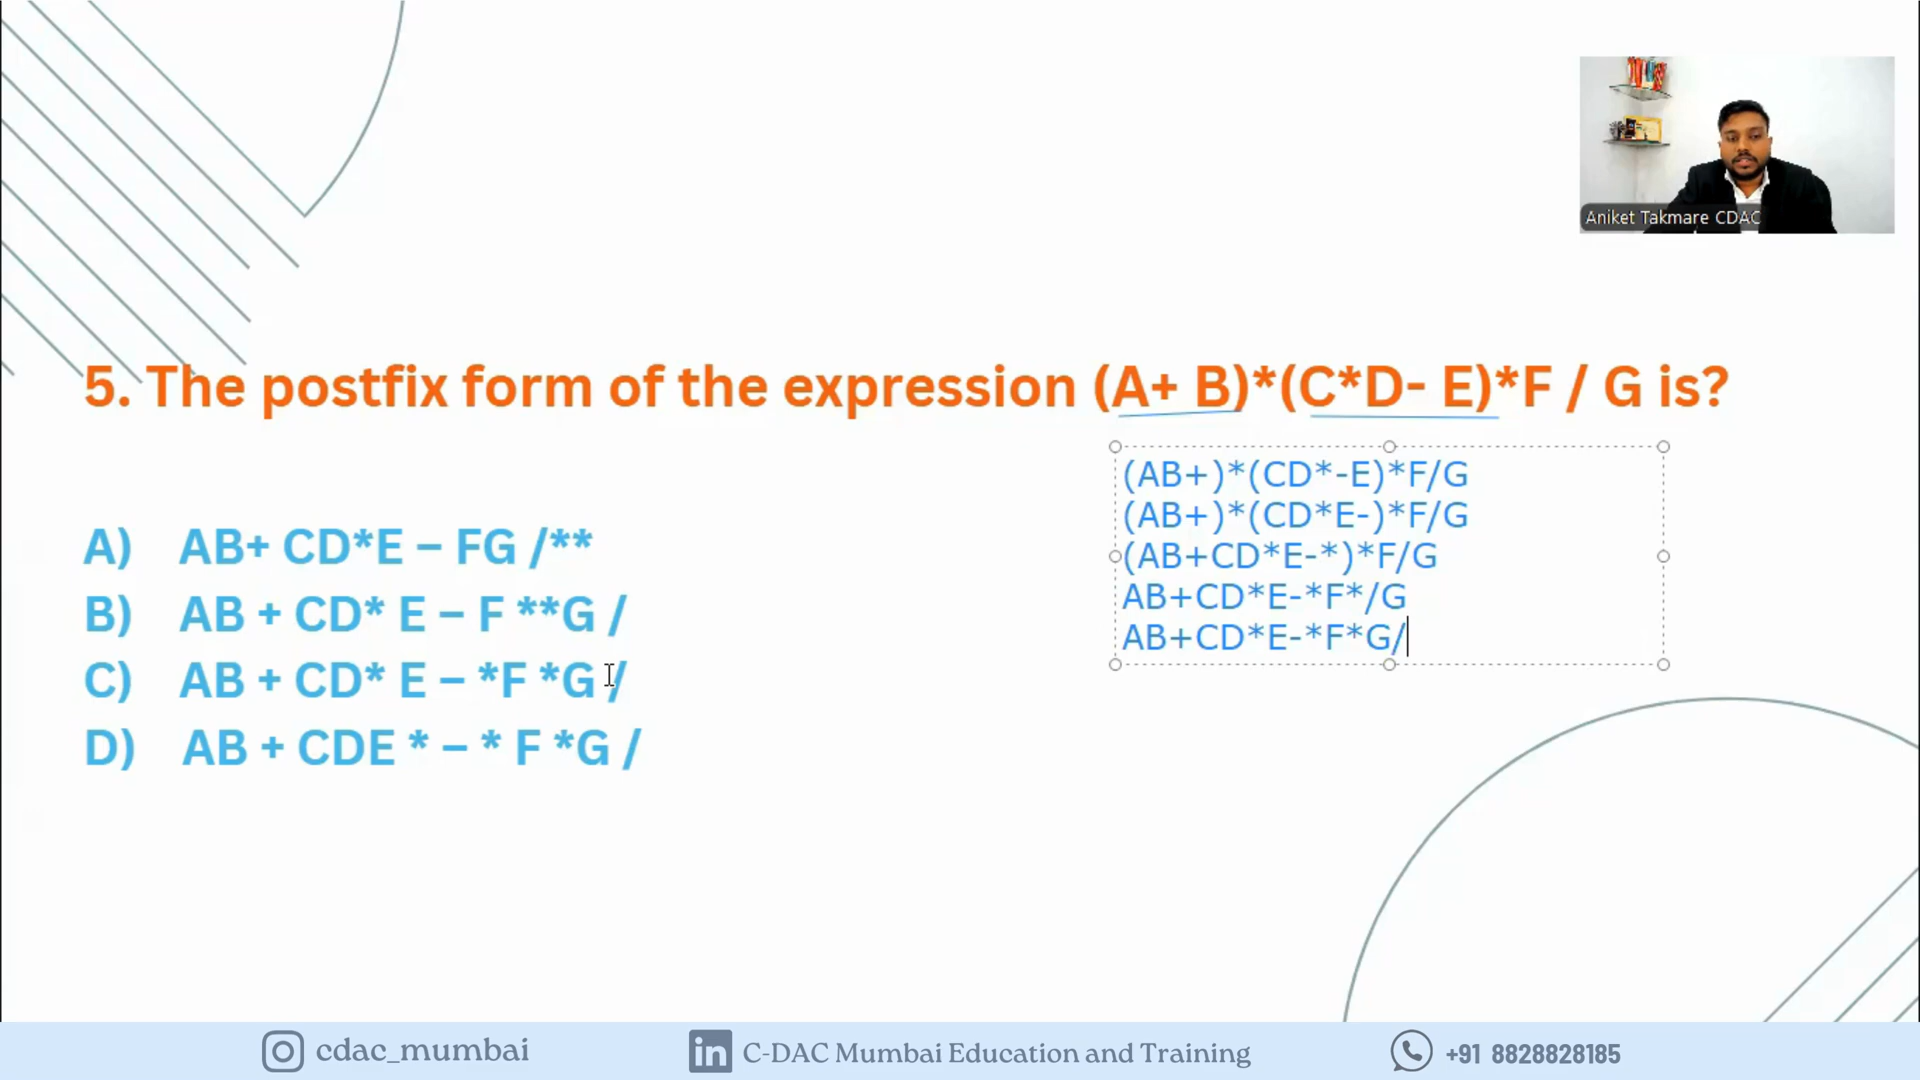 Aniket Takmare CDAC
5. The postfix form of the expression (A+ B)*(C*D- E)*F / G is?
(AB+)*(CD*-E)*F/G
(AB+)*(CD*E-)*F/G
(AB+CD*E-*)*F/G
AB+CD*E-*F*/G
AB+CD*E-*F*G/
A) AB+ CD*E – FG /**
B) AB + CD* E – F **G /
C) AB + CD* E – *F *G /
D) AB + CDE * – * F *G /
cdac_mumbai
in C-DAC Mumbai Education and Training
+91 8828828185